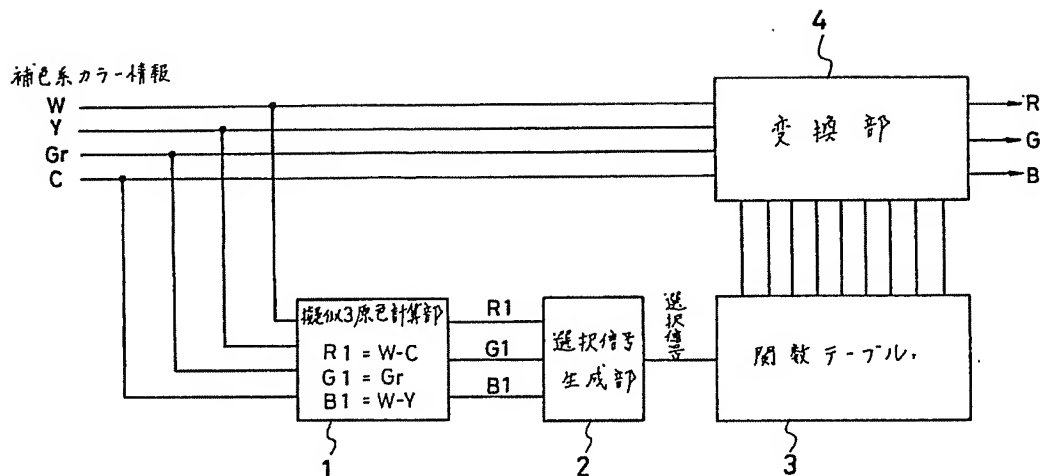 4
補色系カラー情報
W
Y
Gr
C
変換部
R
G
B
擬似3原色計算部
R1 = W-C
G1 = Gr
B1 = W-Y
R1
G1
B1
選択信号
生成部
選択信号
関数テーブル
1
2
3